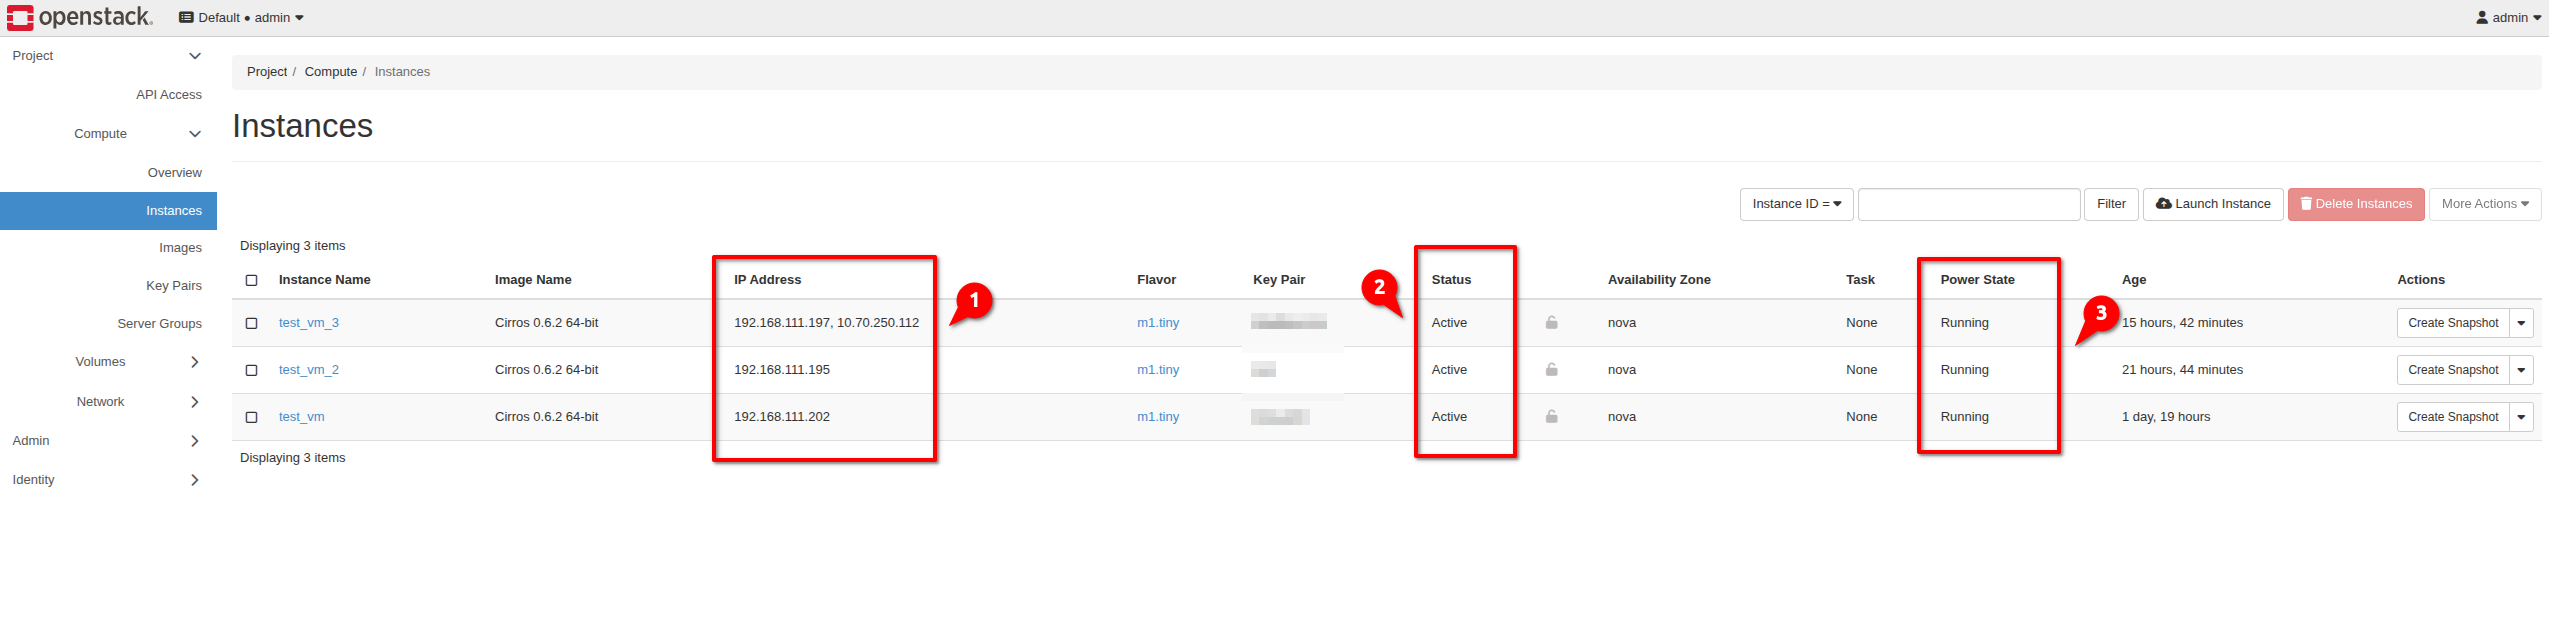 openstack. Default ● admin admin
Project
Project / Compute / Instances
API Access
Compute
Instances
Overview
Instances
Instance ID = Filter Launch Instance Delete Instances More Actions
Images
Displaying 3 items
Key Pairs
Instance Name Image Name IP Address Flavor Key Pair Status Availability Zone Task Power State Age Actions
1 2 3
Server Groups
test_vm_3 Cirros 0.6.2 64-bit 192.168.111.197, 10.70.250.112 m1.tiny Active nova None Running 15 hours, 42 minutes Create Snapshot
Volumes
test_vm_2 Cirros 0.6.2 64-bit 192.168.111.195 m1.tiny Active nova None Running 21 hours, 44 minutes Create Snapshot
Network
test_vm Cirros 0.6.2 64-bit 192.168.111.202 m1.tiny Active nova None Running 1 day, 19 hours Create Snapshot
Admin
Displaying 3 items
Identity